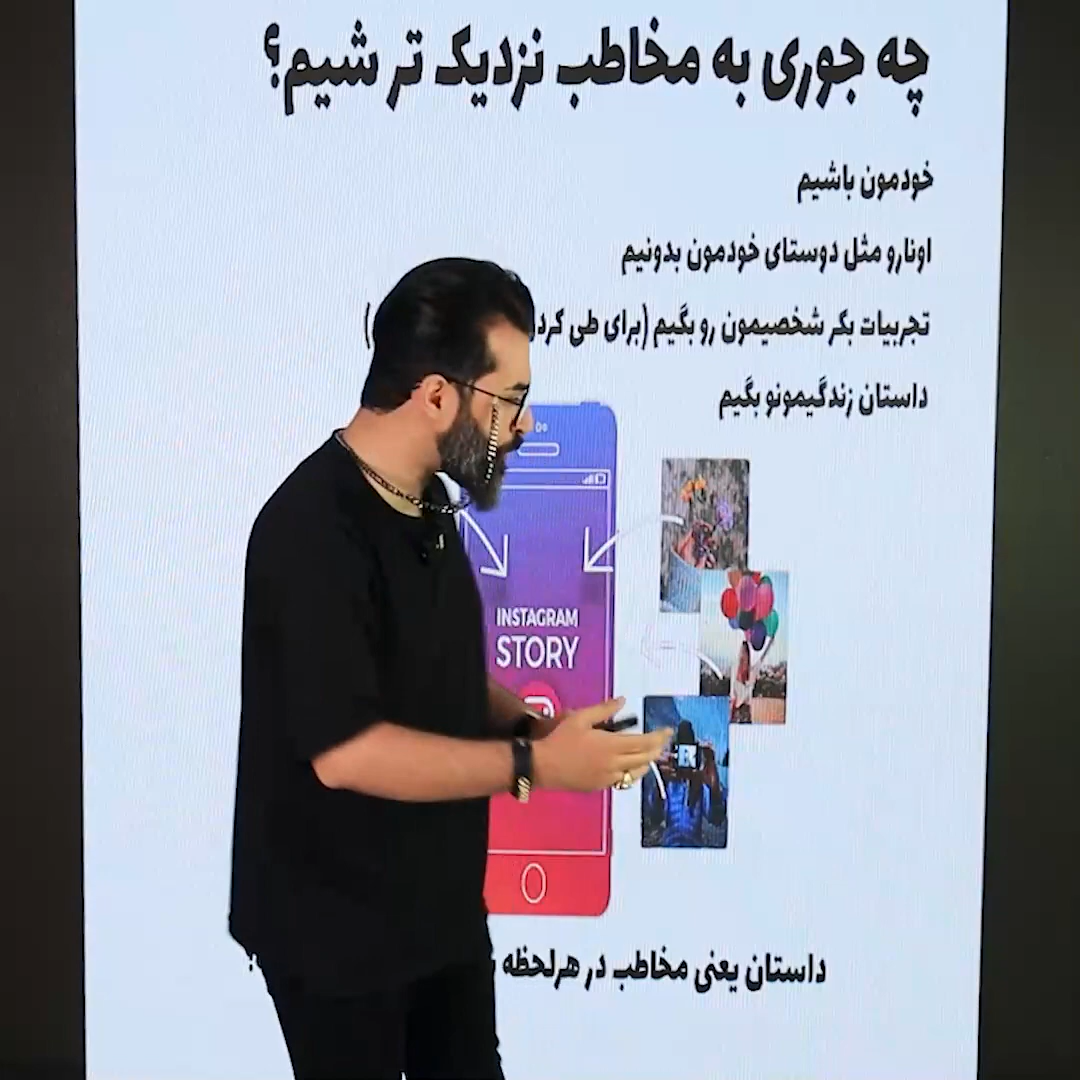 چه جوری به مخاطب نزدیک تر شیم؟
خودمون باشیم
اونارو مثل دوستای خودمون بدونیم
تجربیات بکر شخصیمون رو بگیم (برای طی )
داستان زندگیمونو بگیم
INSTAGRAM
STORY
داستان یعنی مخاطب در هرلحظه ؟